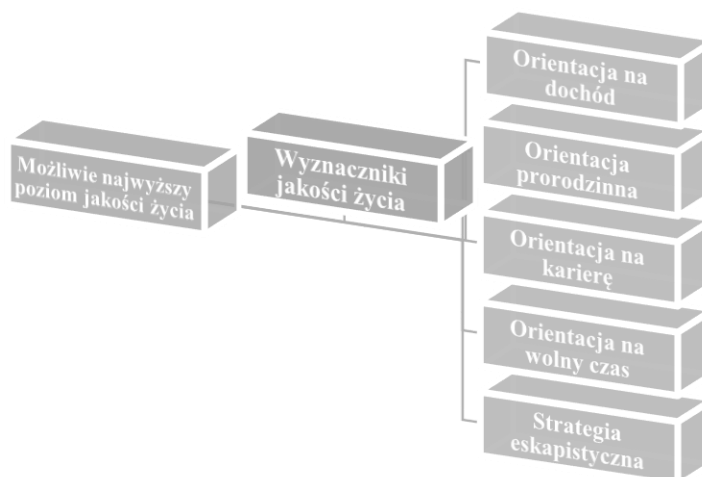 Możliwie najwyższy
poziom jakości życia
Wyznaczniki
jakości życia
Orientacja na
dochód
Orientacja
prorodzinna
Orientacja na
karierę
Orientacja na
wolny czas
Strategia
eskapistyczna